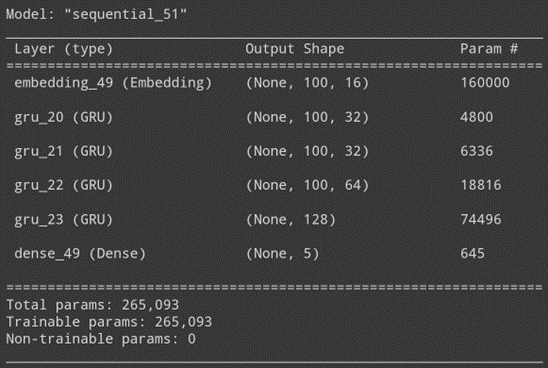 Model: "sequential_51"
Layer (type) Output Shape Param #
embedding_49 (Embedding) (None, 100, 16) 160000
gru_20 (GRU) (None, 100, 32) 4800
gru_21 (GRU) (None, 100, 32) 6336
gru_22 (GRU) (None, 100, 64) 18816
gru_23 (GRU) (None, 128) 74496
dense_49 (Dense) (None, 5) 645
Total params: 265,093
Trainable params: 265,093
Non-trainable params: 0